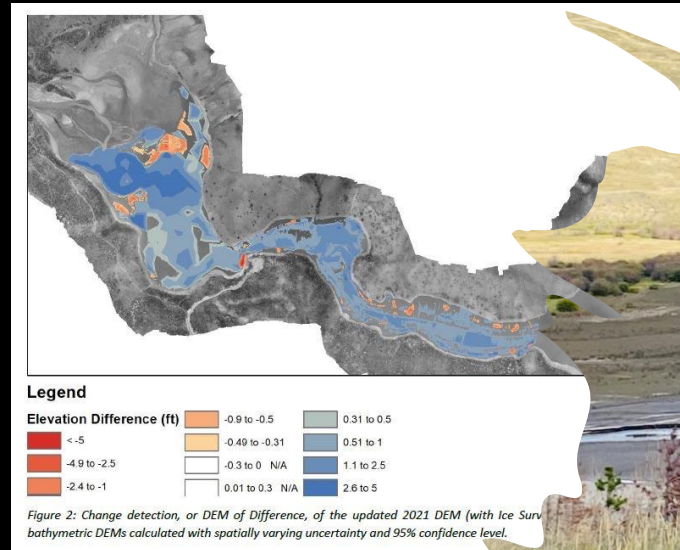 Legend
Elevation Difference (ft)
< -5
-4.9 to -2.5
-2.4 to -1
-0.9 to -0.5
-0.49 to -0.31
-0.3 to 0 N/A
0.01 to 0.3 N/A
0.31 to 0.5
0.51 to 1
1.1 to 2.5
2.6 to 5
Figure 2: Change detection, or DEM of Difference, of the updated 2021 DEM (with Ice Surv
bathymetric DEMs calculated with spatially varying uncertainty and 95% confidence level.